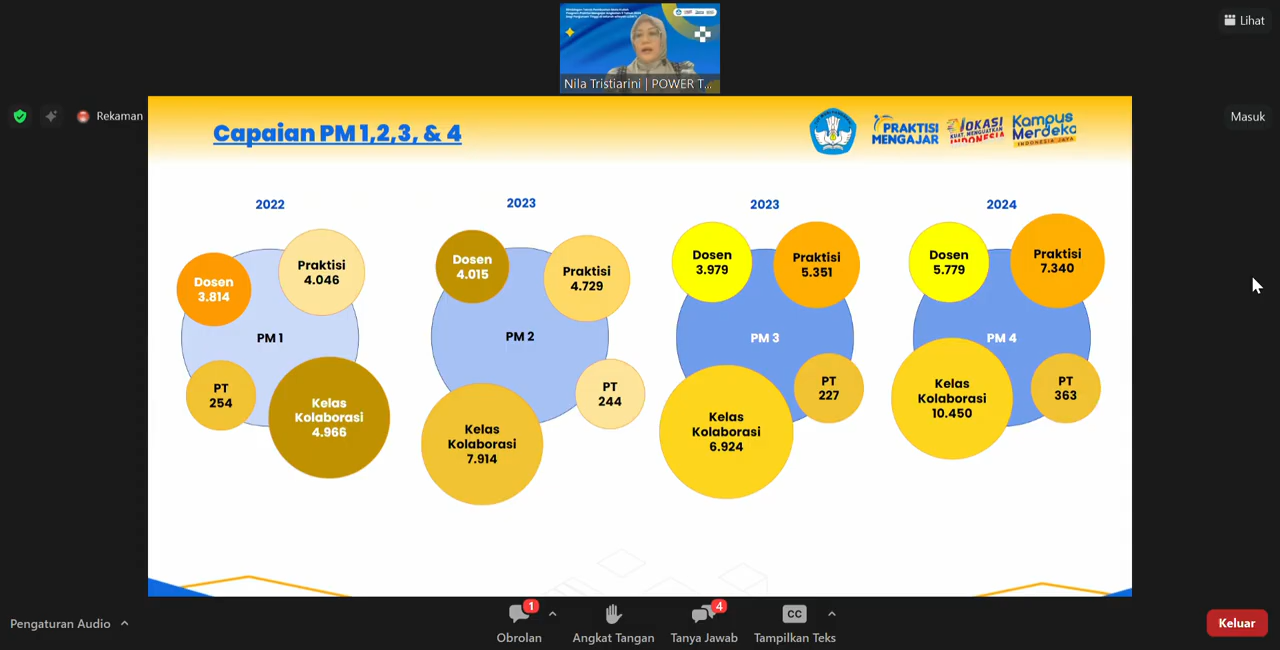 Nila Tristiarini | POWER T...
Lihat
Rekaman
Masuk
Capaian PM 1,2,3, & 4
PRAKTISI
MENGAJAR
VOKASI
KUAT, MENGUATKAN
INDONESIA
Kampus
Merdeka
INDONESIA JAYA
2022
Dosen
3.814
Praktisi
4.046
PM 1
PT
254
Kelas
Kolaborasi
4.966
2023
Dosen
4.015
Praktisi
4.729
PM 2
PT
244
Kelas
Kolaborasi
7.914
2023
Dosen
3.979
Praktisi
5.351
PM 3
PT
227
Kelas
Kolaborasi
6.924
2024
Dosen
5.779
Praktisi
7.340
PM 4
PT
363
Kelas
Kolaborasi
10.450
Pengaturan Audio
1
Obrolan
Angkat Tangan
4
Tanya Jawab
CC
Tampilkan Teks
Keluar